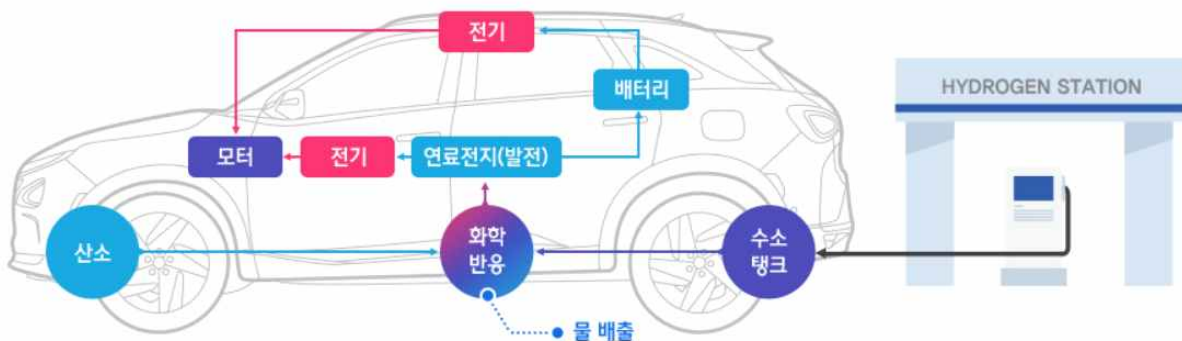 전기
배터리
HYDROGEN STATION
모터
전기
연료전지(발전)
산소
화학
반응
수소
탱크
물 배출